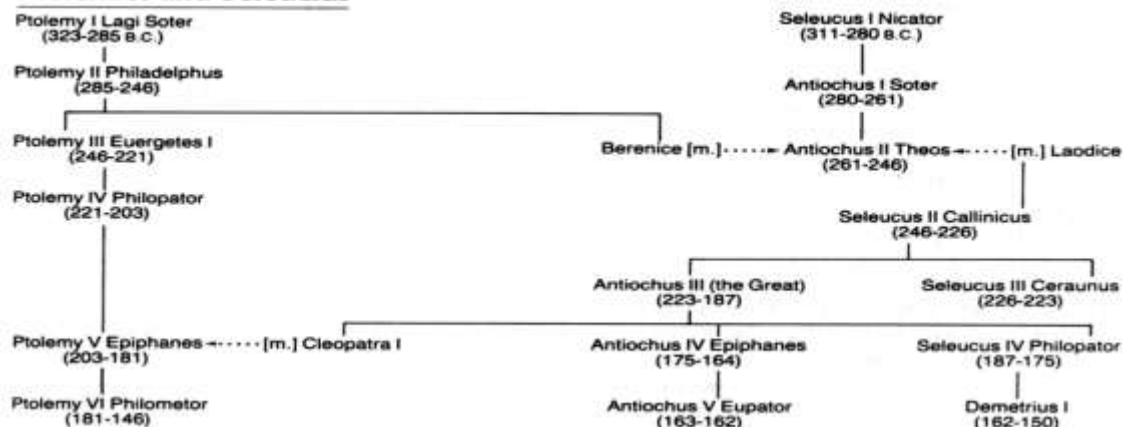 Ptolemy I Lagi Soter
(323-285 B.C.)
Seleucus I Nicator
(311-280 B.C.)
Ptolemy II Philadelphus
(285-246)
Antiochus I Soter
(280-261)
Ptolemy III Euergetes I
(246-221)
Berenice [m.] Antiochus II Theos [m.] Laodice
(261-246)
Ptolemy IV Philopator
(221-203)
Seleucus II Callinicus
(246-226)
Antiochus III (the Great)
(223-187)
Seleucus III Ceraunus
(226-223)
Ptolemy V Epiphanes [m.] Cleopatra I
(203-181)
Antiochus IV Epiphanes
(175-164)
Seleucus IV Philopator
(187-175)
Ptolemy VI Philometor
(181-146)
Antiochus V Eupator
(163-162)
Demetrius I
(162-150)